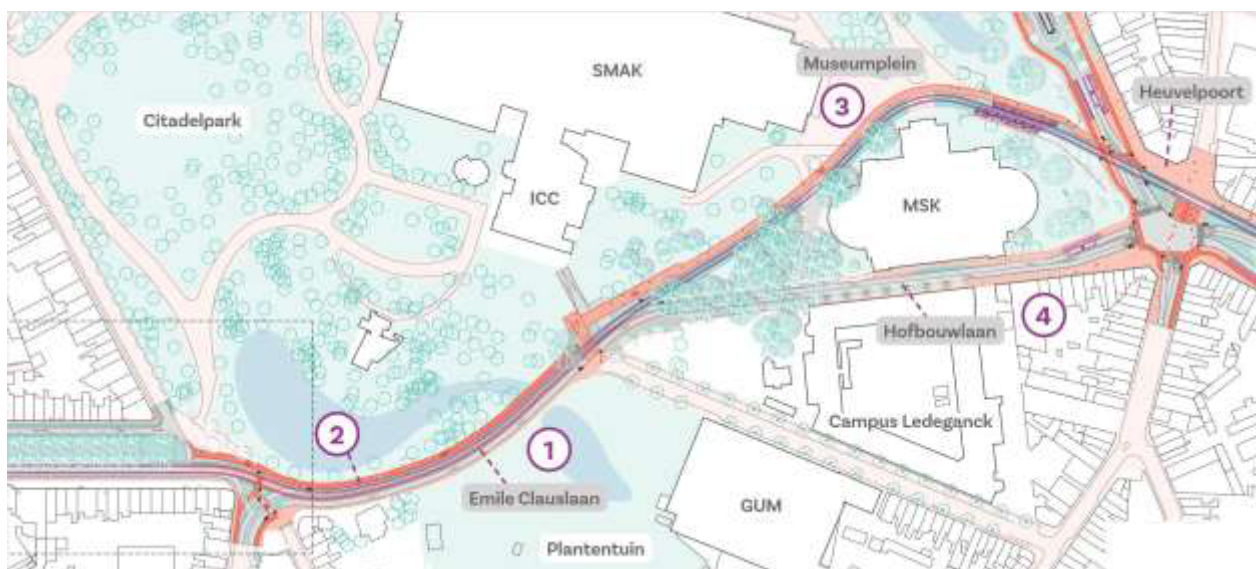 SMAK
Museumplein
Heuvelpoort
Citadelpark
3
ICC
MSK
Hofbouwlaan
4
Campus Ledeganck
2
1
Emile Clauslaan
GUM
Plantentuin